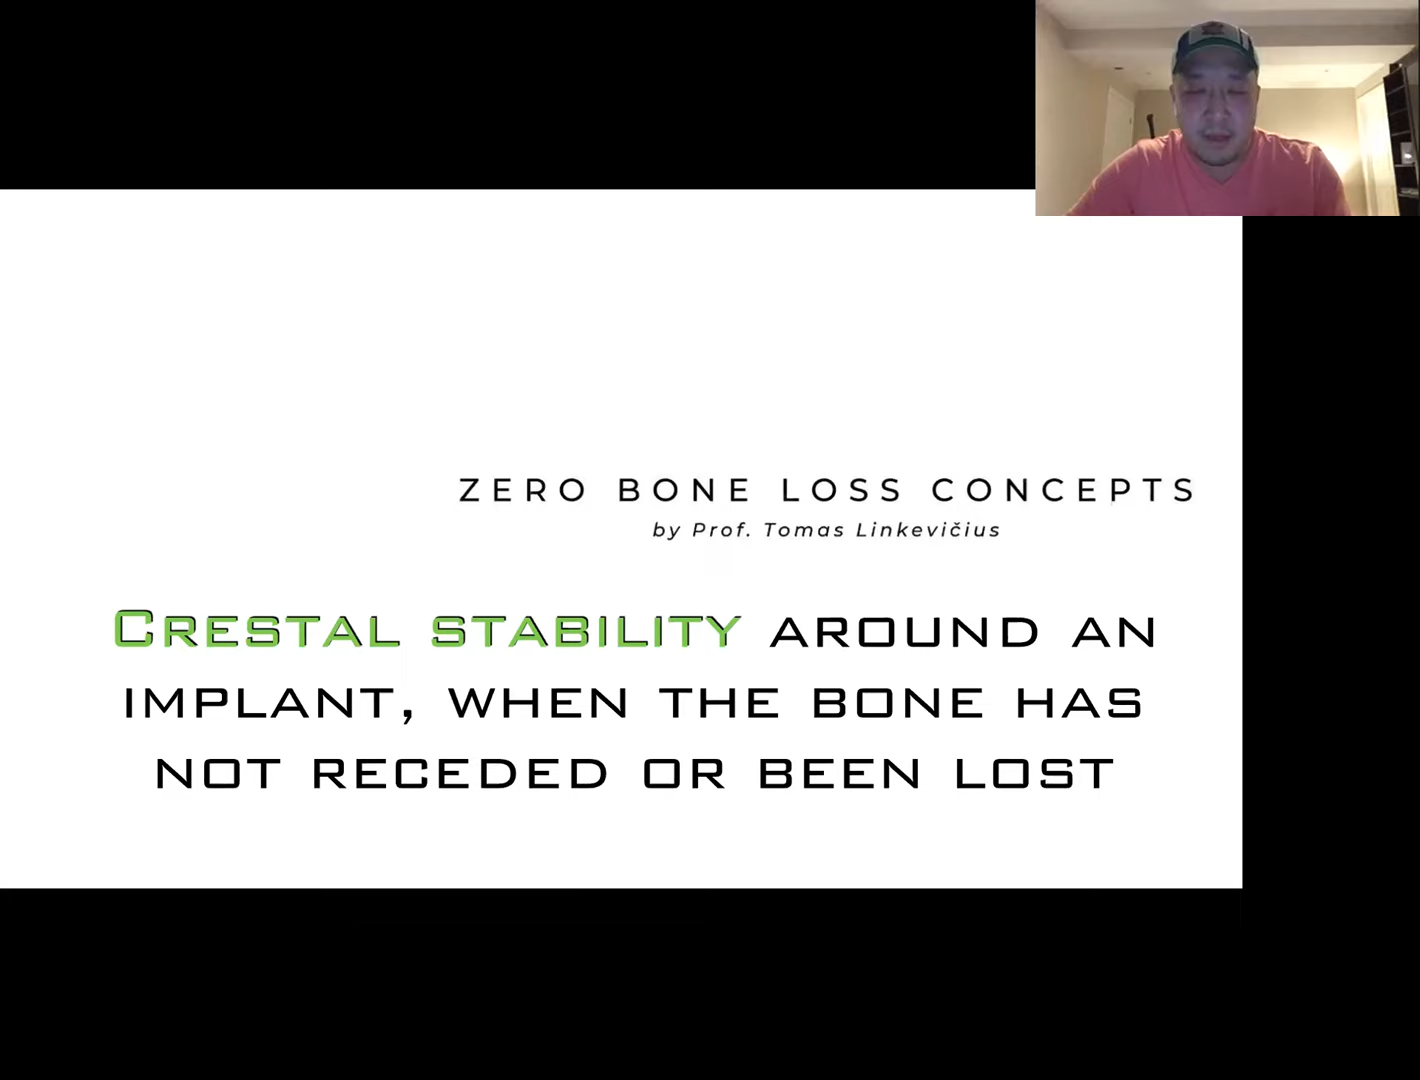 ZERO BONE LOSS CONCEPTS
by Prof. Tomas Linkevičius
CRESTAL STABILITY AROUND AN
IMPLANT, WHEN THE BONE HAS
NOT RECEDED OR BEEN LOST